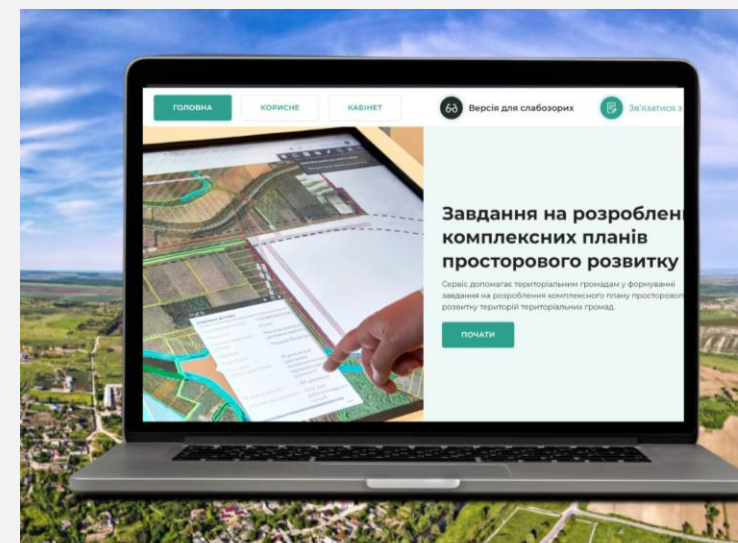 ГОЛОВНА
КОРИСНЕ
КАБІНЕТ
Версія для слабозорих
Зв'язатися з
Завдання на розроблен
комплексних планів
просторового розвитку
Сервіс допомагає територіальним громадам у формуванні
завдання на розроблення комплексного плану просторового
розвитку територій територіальних громад.
ПОЧАТИ